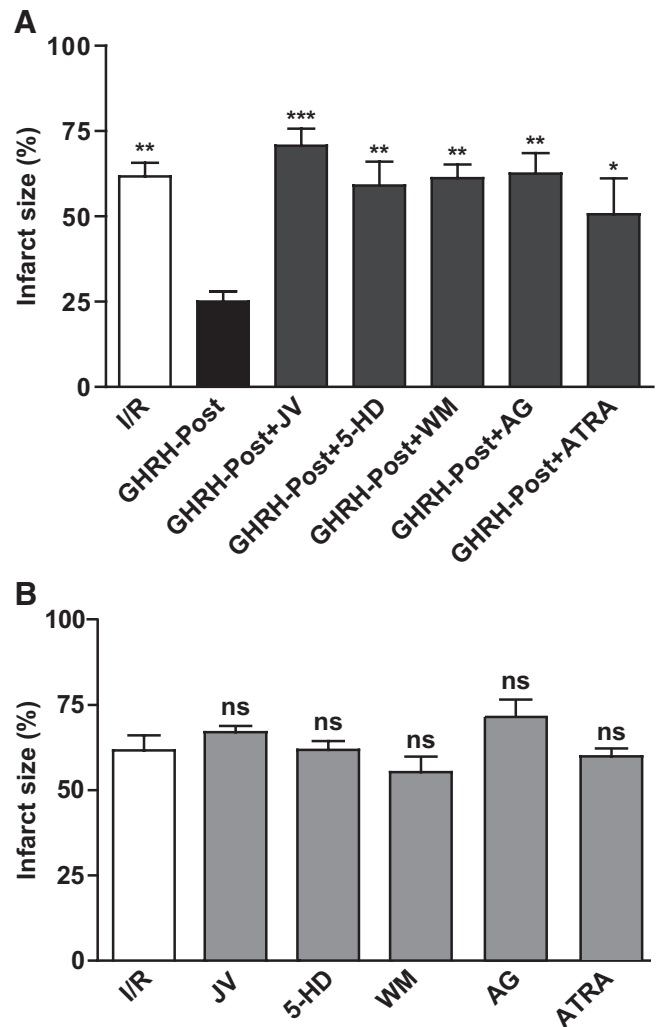 A
100
75
50
25
0
Infarct size (%)
**
***
**
**
**
*
I/R
GHRH-Post
GHRH-Post+JV
GHRH-Post+5-HD
GHRH-Post+WM
GHRH-Post+AG
GHRH-Post+ATRA
B
100
75
50
25
0
Infarct size (%)
ns
ns
ns
ns
ns
I/R
JV
5-HD
WM
AG
ATRA